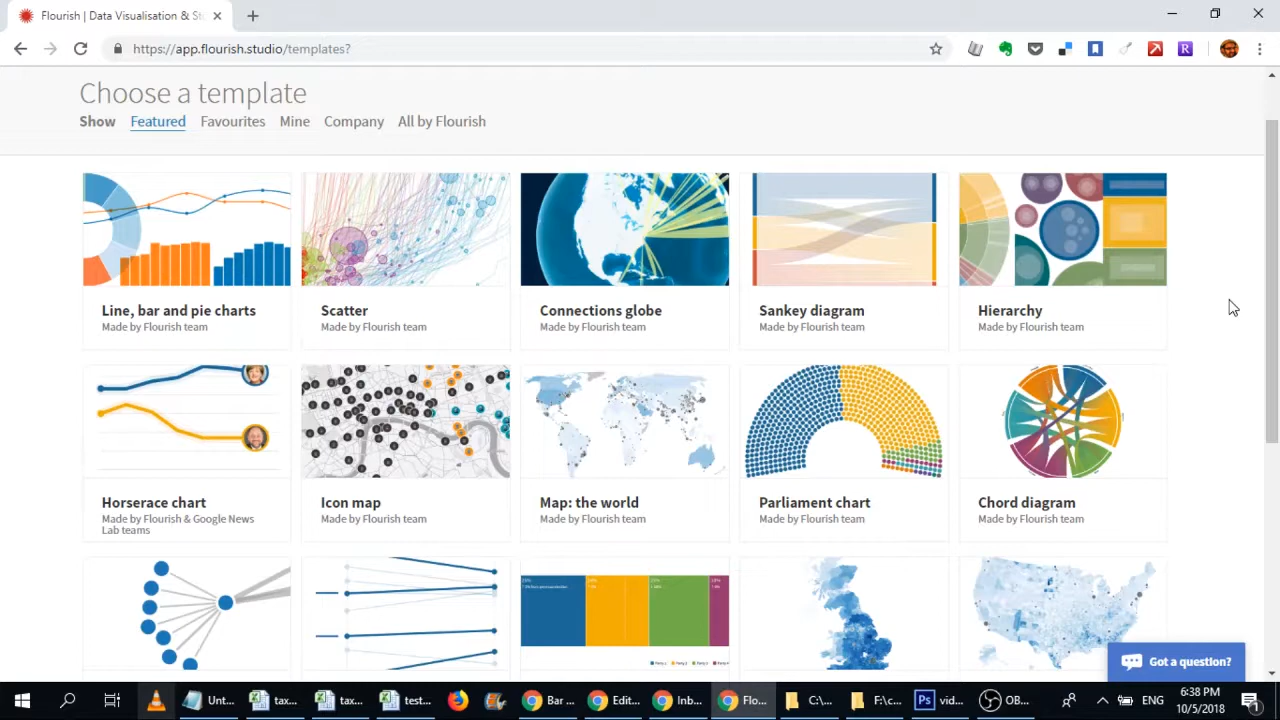 Flourish | Data Visualisation & St
https://app.flourish.studio/templates?
Choose a template
Show Featured Favourites Mine Company All by Flourish
Line, bar and pie charts
Made by Flourish team
Scatter
Made by Flourish team
Connections globe
Made by Flourish team
Sankey diagram
Made by Flourish team
Hierarchy
Made by Flourish team
Horserace chart
Made by Flourish & Google News
Lab teams
Icon map
Made by Flourish team
Map: the world
Made by Flourish team
Parliament chart
Made by Flourish team
Chord diagram
Made by Flourish team
Got a question?
Unt... tax... tax... test... Bar ... Edit... Inb... Flo... C:\... F:\c... Ps vid... OB... ENG
6:38 PM
10/5/2018